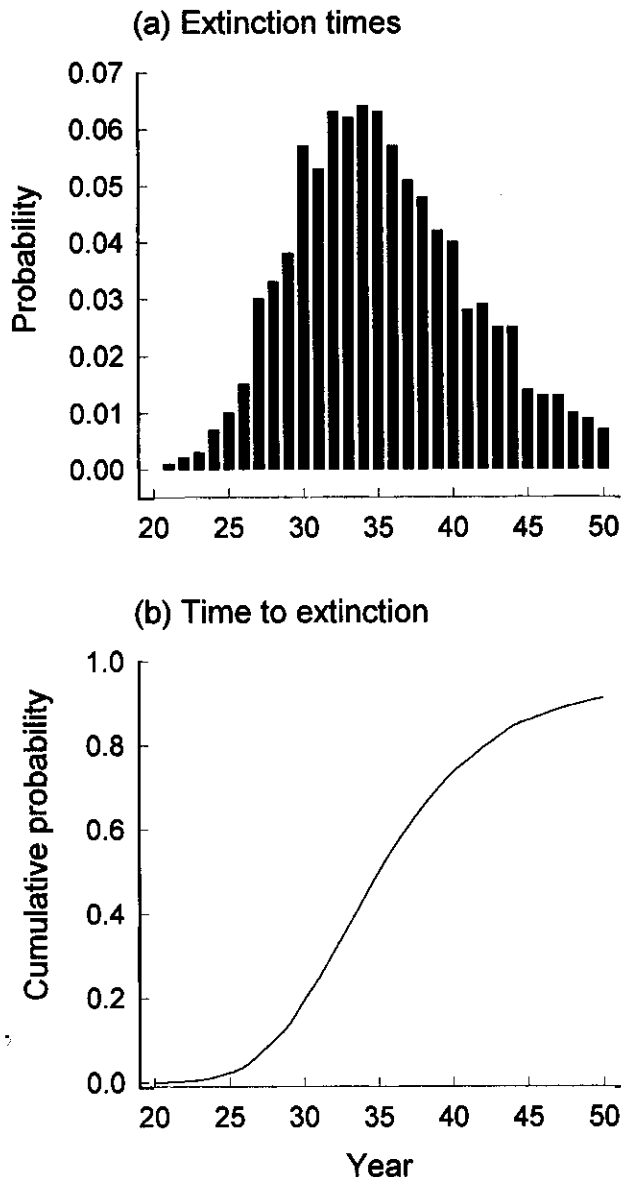 (a) Extinction times
Probability
0.07
0.06
0.05
0.04
0.03
0.02
0.01
0.00
20 25 30 35 40 45 50
(b) Time to extinction
Cumulative probability
1.0
0.8
0.6
0.4
0.2
0.0
20 25 30 35 40 45 50
Year